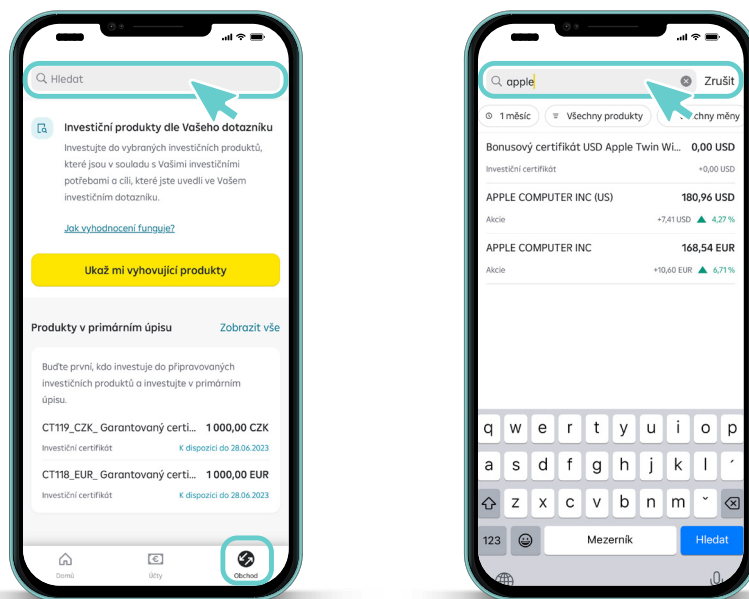 Hledat
Investiční produkty dle Vašeho dotazníku
Investujte do vybraných investičních produktů,
které jsou v souladu s Vašimi investičními
potřebami a cíli, které jste uvedli ve Vašem
investičním dotazníku.
Jak vyhodnocení funguje?
Ukaž mi vyhovující produkty
Produkty v primárním úpisu Zobrazit vše
Buďte první, kdo investuje do připravovaných
investičních produktů a investujte v primárním
úpisu.
CT119_CZK_ Garantovaný certi... 1 000,00 CZK
Investiční certifikát K dispozici do 28.06.2023
CT118_EUR_ Garantovaný certi... 1 000,00 EUR
Investiční certifikát K dispozici do 28.06.2023
Domů Účty Obchod
apple Zrušit
1 měsíc Všechny produkty chny měny
Bonusový certifikát USD Apple Twin Wi... 0,00 USD
Investiční certifikát +0,00 USD
APPLE COMPUTER INC (US) 180,96 USD
Akcie +7,41 USD ▲ 4,27 %
APPLE COMPUTER INC 168,54 EUR
Akcie +10,60 EUR ▲ 6,71 %
q w e r t y u i o p
a s d f g h j k l ´
z x c v b n m ˇ
123 Mezerník Hledat